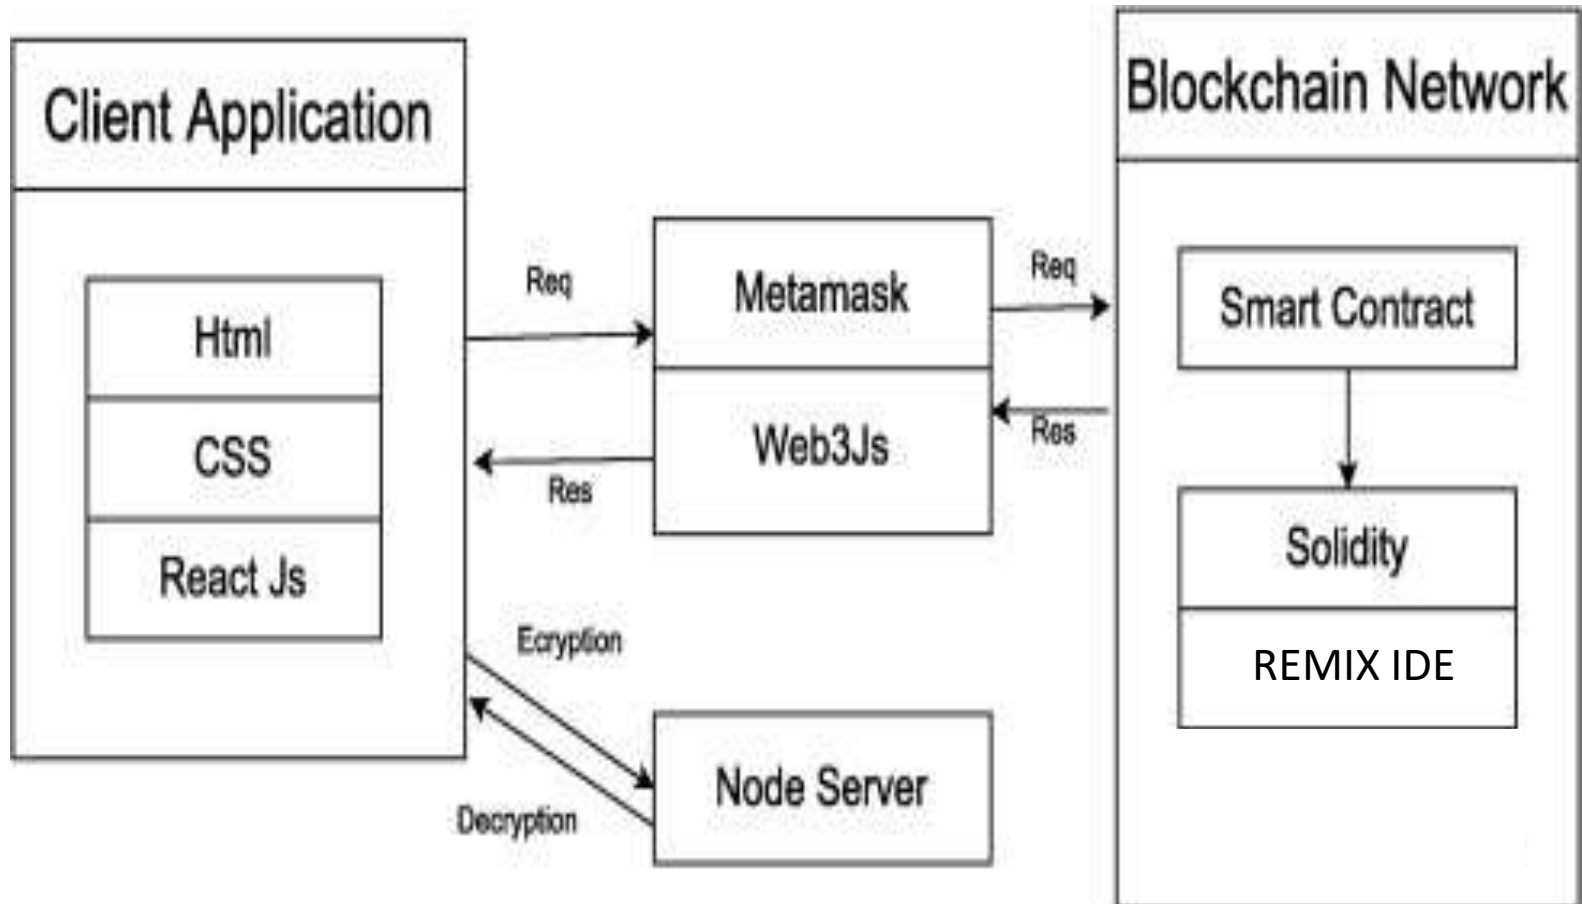 Client Application
Html
CSS
React Js
Req
Res
Ecryption
Decryption
Metamask
Web3Js
Node Server
Req
Res
Blockchain Network
Smart Contract
Solidity
REMIX IDE